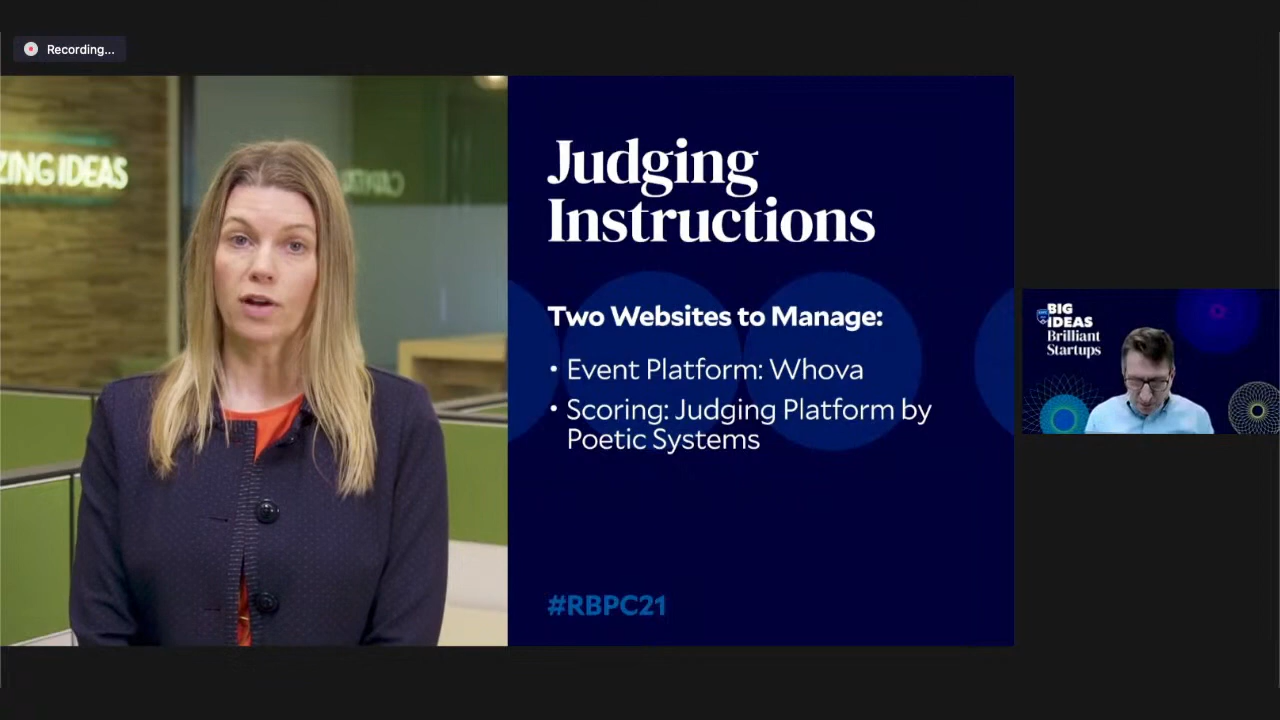 Recording...
ZING IDEAS
Judging
Instructions
Two Websites to Manage:
• Event Platform: Whova
• Scoring: Judging Platform by
Poetic Systems
#RBPC21
BIG
IDEAS
Brilliant
Startups